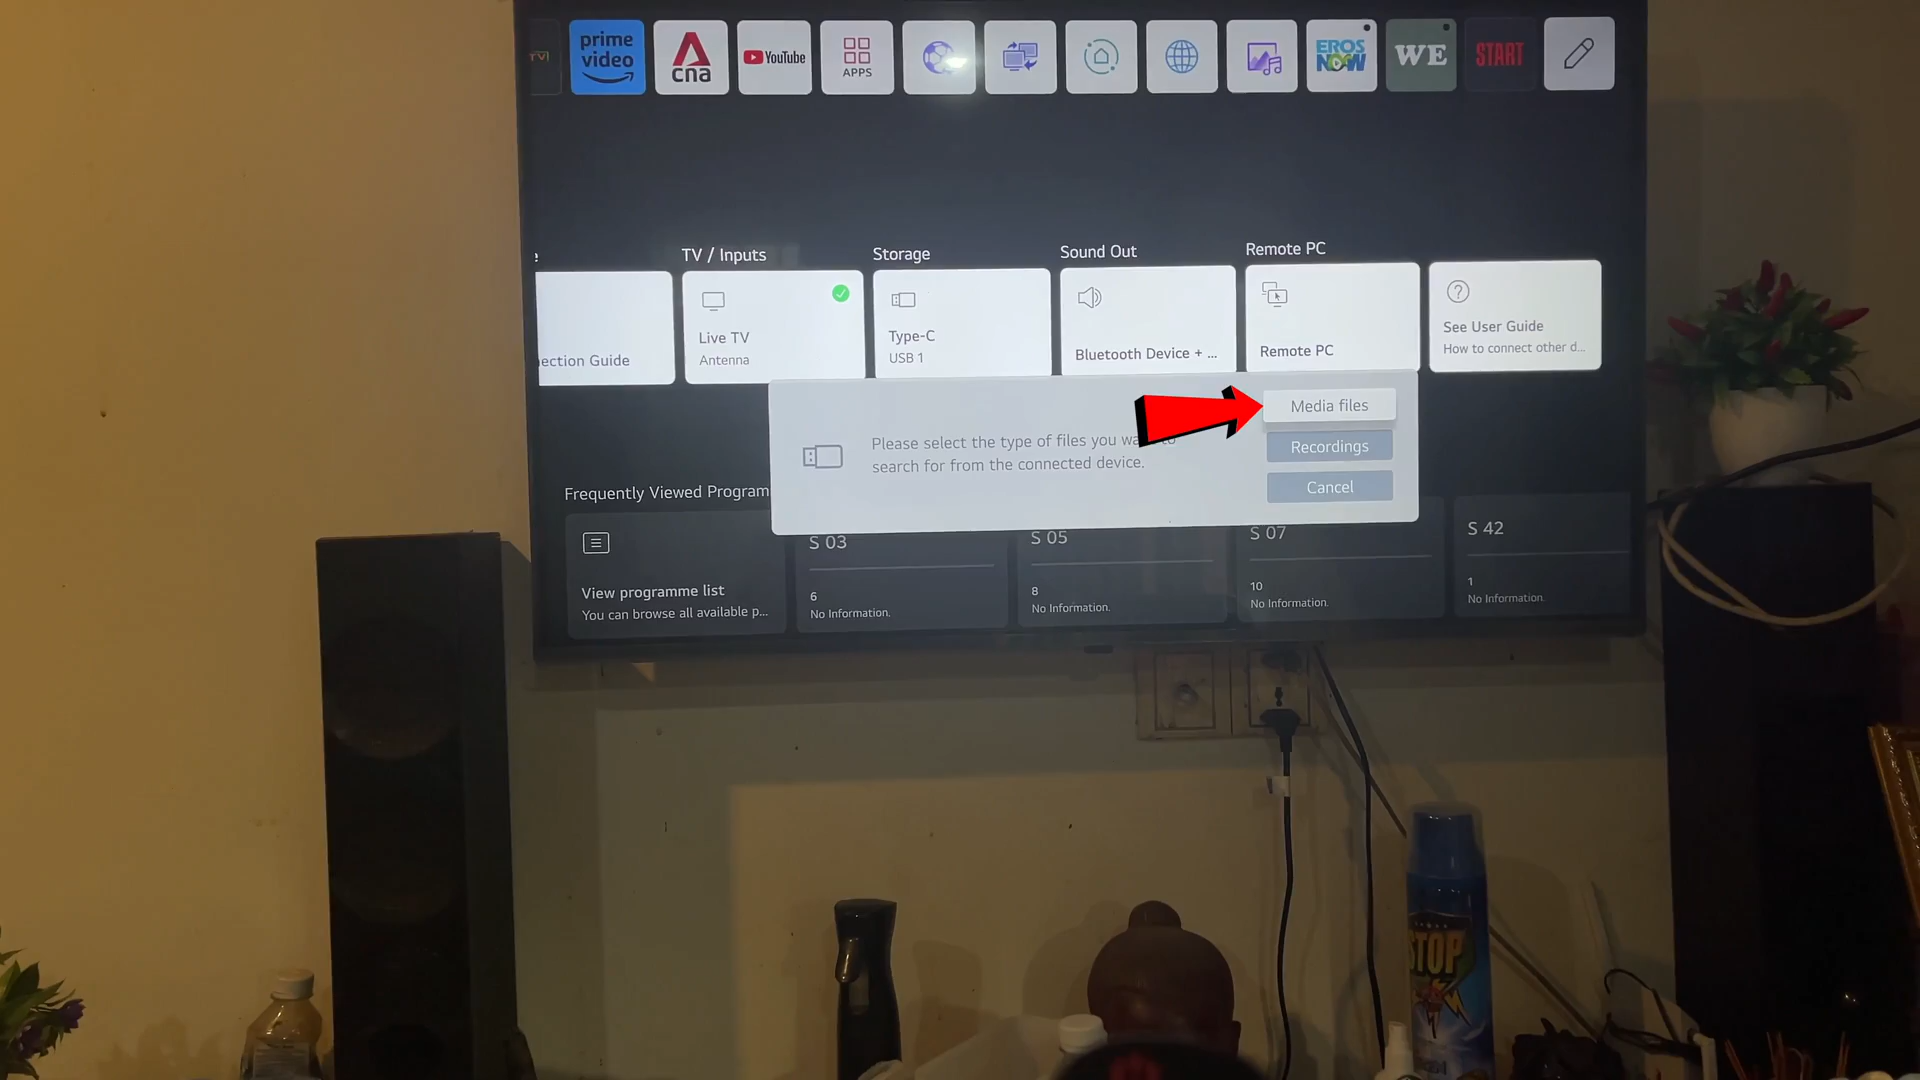 prime
video
cna
YouTube
APPS
EROS
NOW
WE
START
TV / Inputs
Storage
Sound Out
Remote PC
ection Guide
Live TV
Antenna
Type-C
USB 1
Bluetooth Device + ...
Remote PC
See User Guide
How to connect other d...
Please select the type of files you
search for from the connected device.
Media files
Recordings
Cancel
Frequently Viewed Program
View programme list
You can browse all available p...
S 03
6
No Information.
S 05
8
No Information.
S 07
10
No Information.
S 42
1
No Information.
STOP